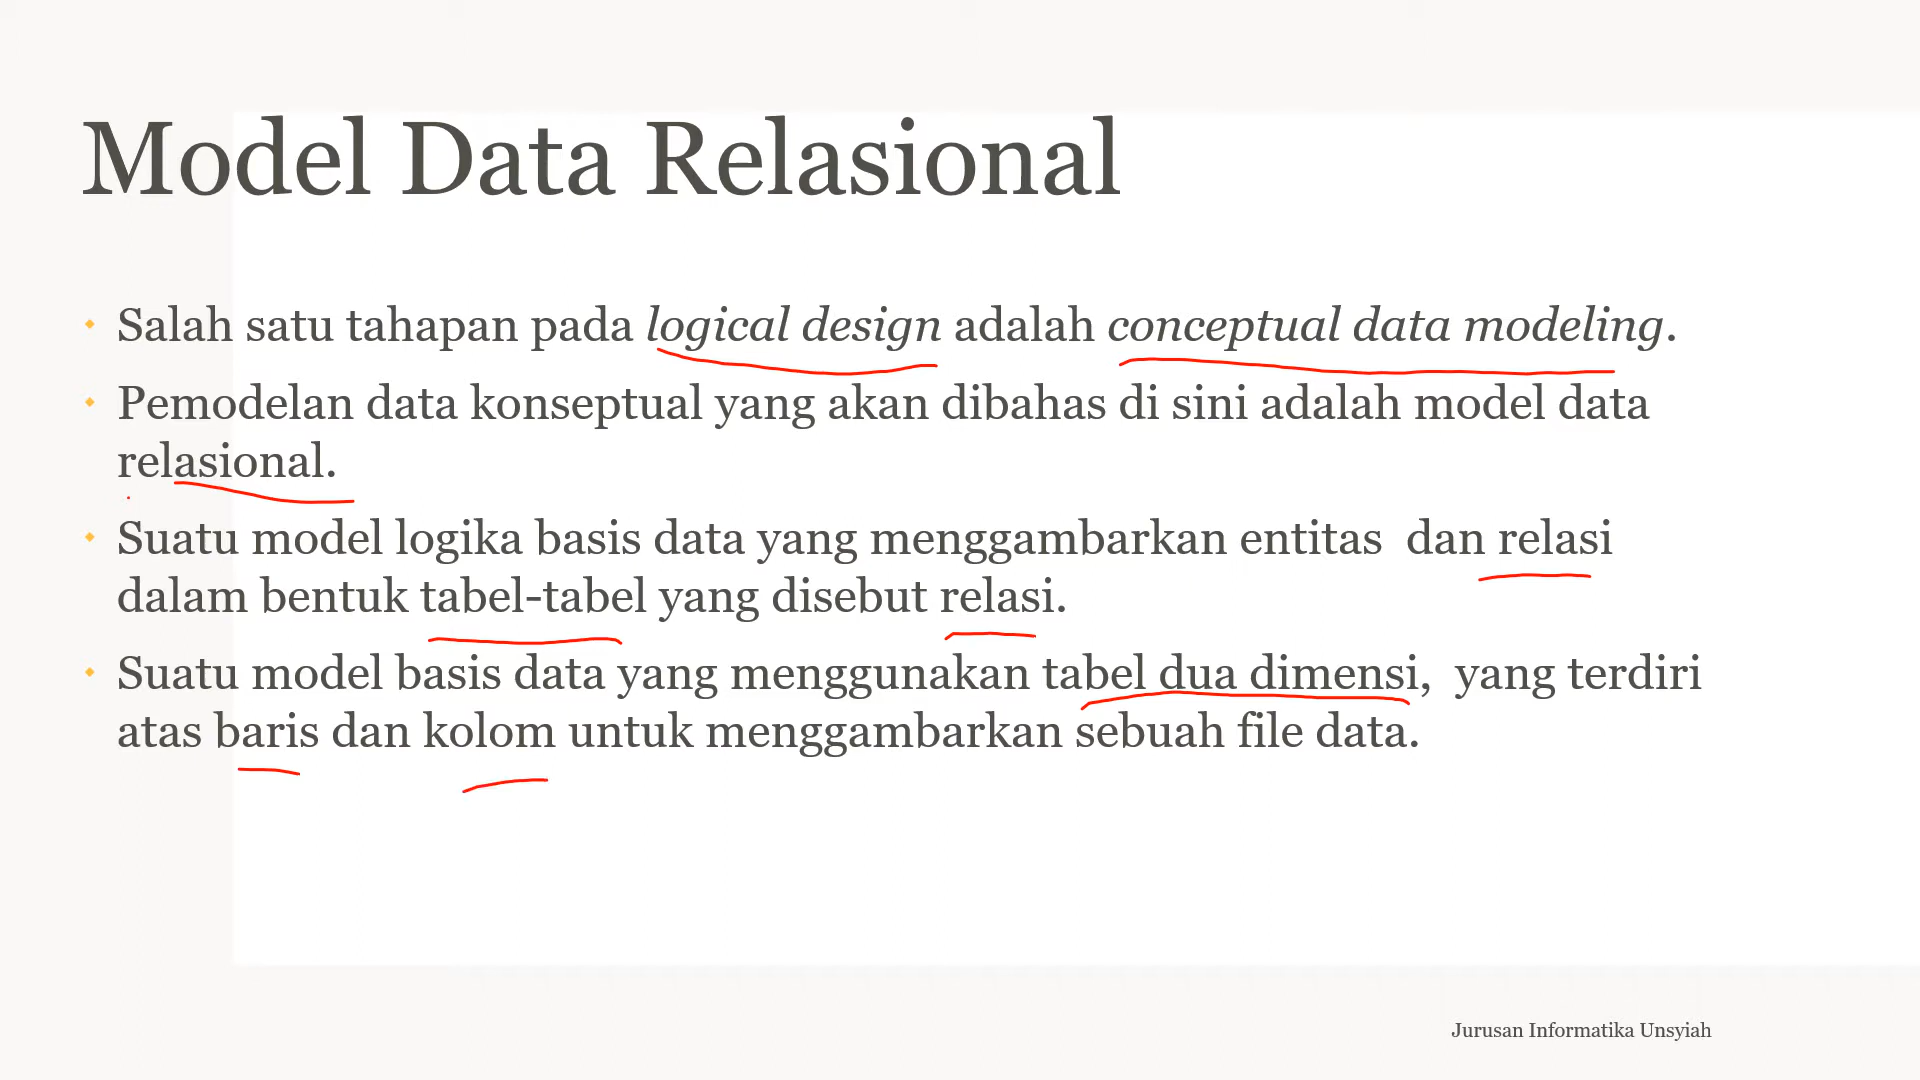 Model Data Relasional
Salah satu tahapan pada logical design adalah conceptual data modeling.
Pemodelan data konseptual yang akan dibahas di sini adalah model data
relasional.
Suatu model logika basis data yang menggambarkan entitas dan relasi
dalam bentuk tabel-tabel yang disebut relasi.
Suatu model basis data yang menggunakan tabel dua dimensi, yang terdiri
atas baris dan kolom untuk menggambarkan sebuah file data.
Jurusan Informatika Unsyiah